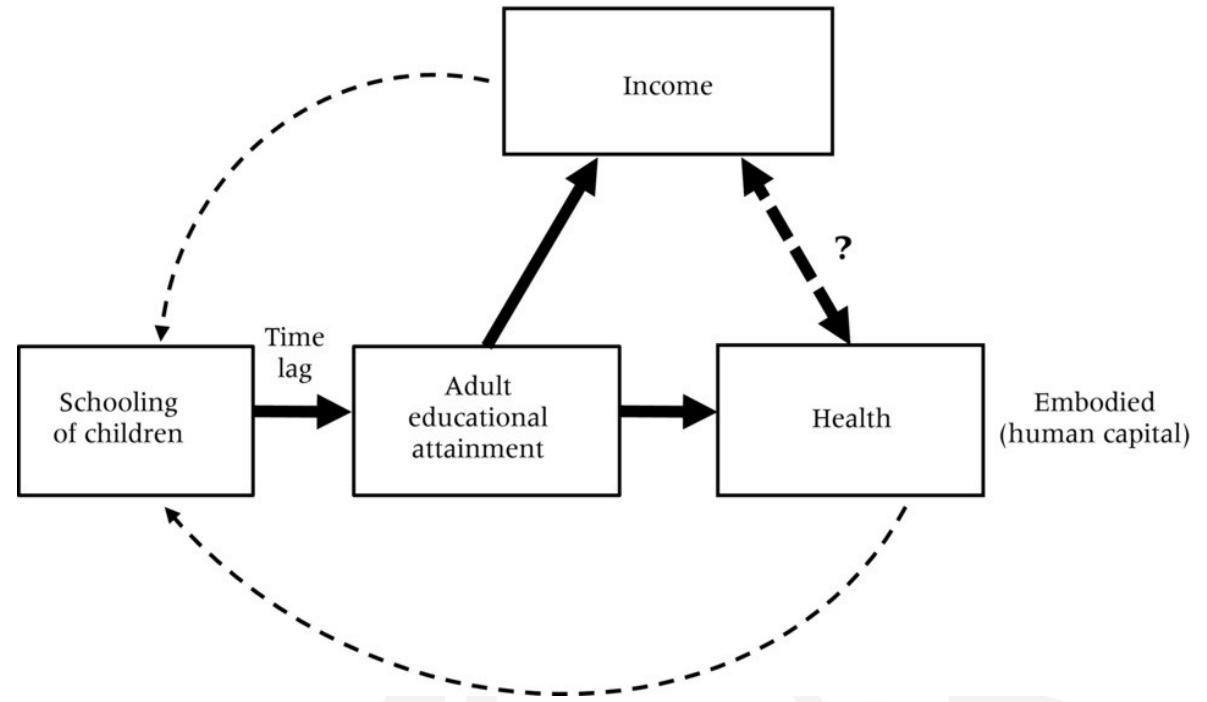 Income
?
Time
lag
Schooling
of children
Adult
educational
attainment
Health
Embodied
(human capital)